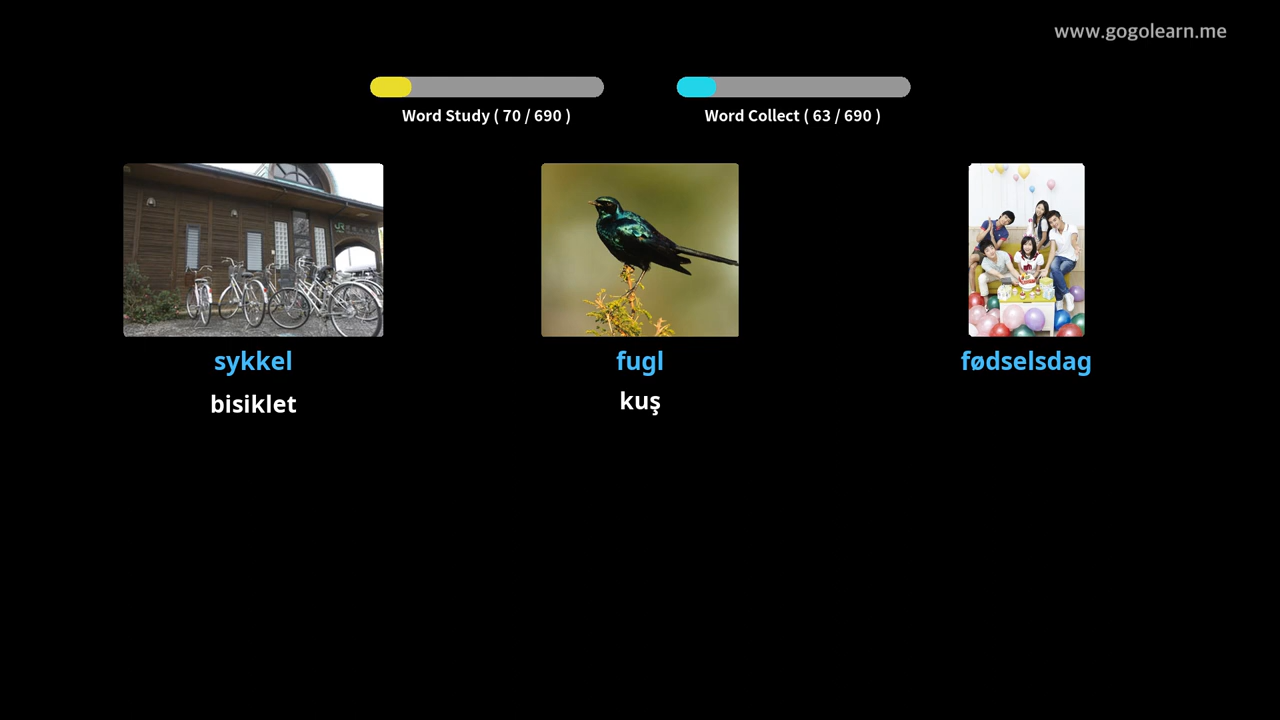 www.gogolearn.me
Word Study ( 70 / 690 )
Word Collect ( 63 / 690 )
sykkel
fugl
fødselsdag
bisiklet
kuş